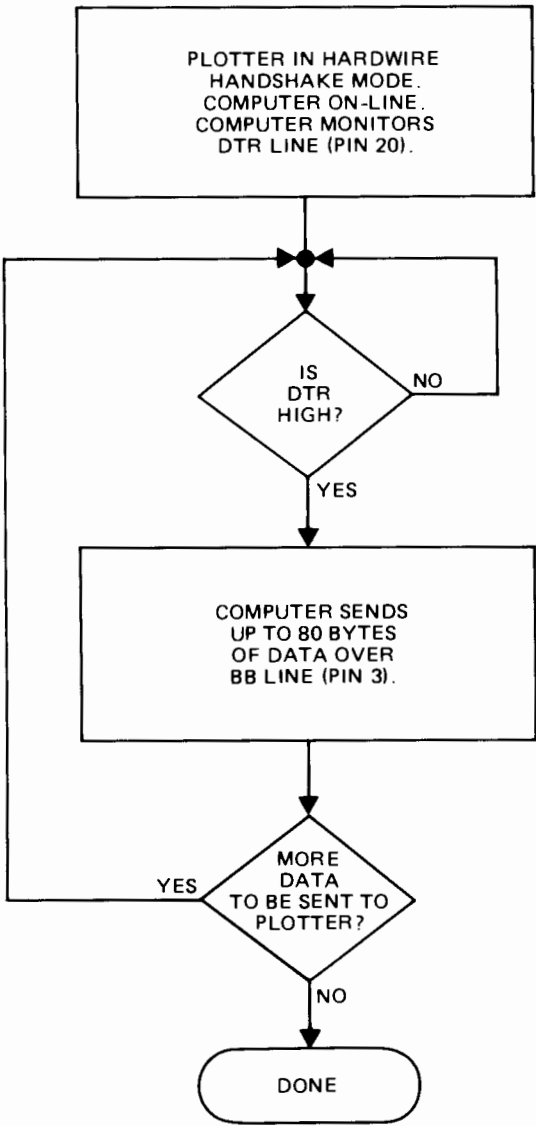 PLOTTER IN HARDWIRE
HANDSHAKE MODE.
COMPUTER ON-LINE.
COMPUTER MONITORS
DTR LINE (PIN 20).
IS
DTR
HIGH?
NO
YES
COMPUTER SENDS
UP TO 80 BYTES
OF DATA OVER
BB LINE (PIN 3).
MORE
DATA
TO BE SENT TO
PLOTTER?
YES
NO
DONE